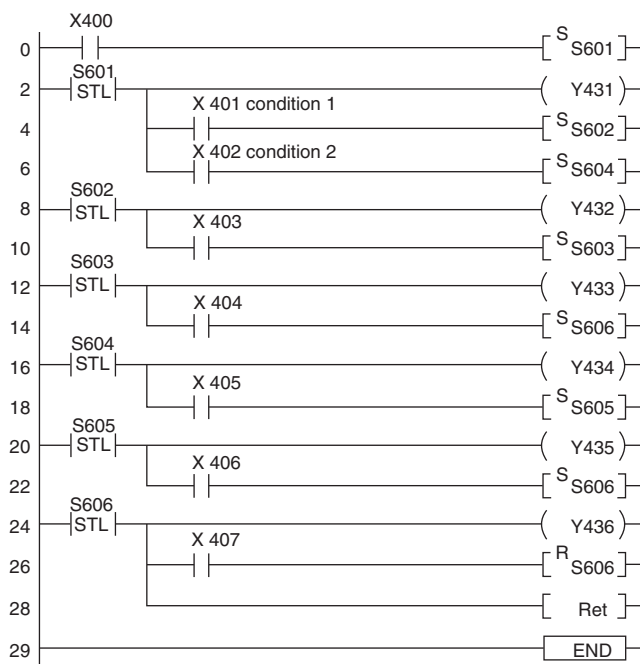 X400
0 S S601
S601
2 STL Y431
X 401 condition 1
4 S S602
X 402 condition 2
6 S S604
S602
8 STL Y432
X 403
10 S S603
S603
12 STL Y433
X 404
14 S S606
S604
16 STL Y434
X 405
18 S S605
S605
20 STL Y435
X 406
22 S S606
S606
24 STL Y436
X 407
26 R S606
28 Ret
29 END